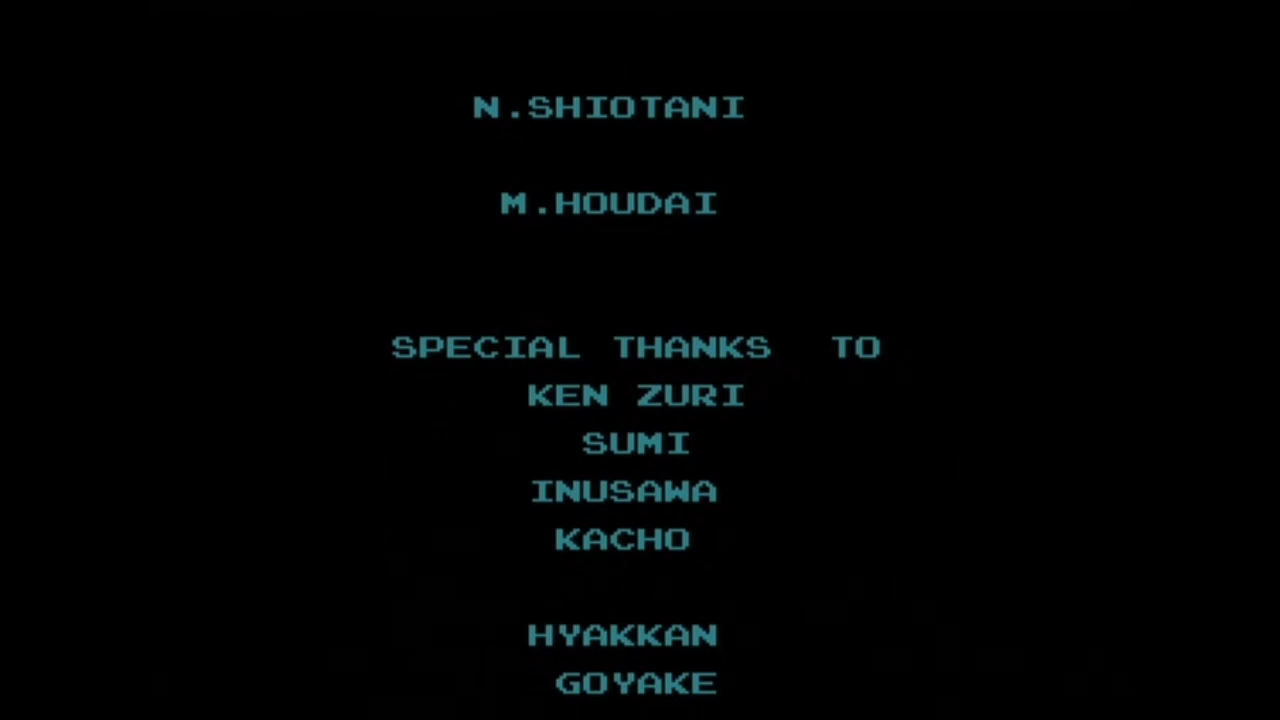 N.SHIOTANI
M.HOUDAI
SPECIAL THANKS TO
KEN ZURI
SUMI
INUSAWA
KACHO
HYAKKAN
GOYAKE